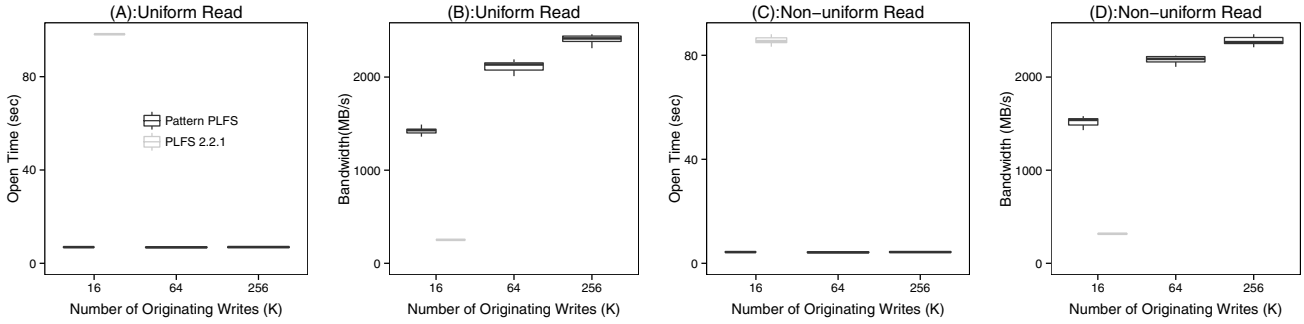 (A):Uniform Read
Open Time (sec)
80
40
0
Pattern PLFS
PLFS 2.2.1
16 64 256
Number of Originating Writes (K)
(B):Uniform Read
Bandwidth(MB/s)
2000
1000
0
16 64 256
Number of Originating Writes (K)
(C):Non−uniform Read
Open Time (sec)
80
40
0
16 64 256
Number of Originating Writes (K)
(D):Non−uniform Read
Bandwidth (MB/s)
2000
1000
0
16 64 256
Number of Originating Writes (K)